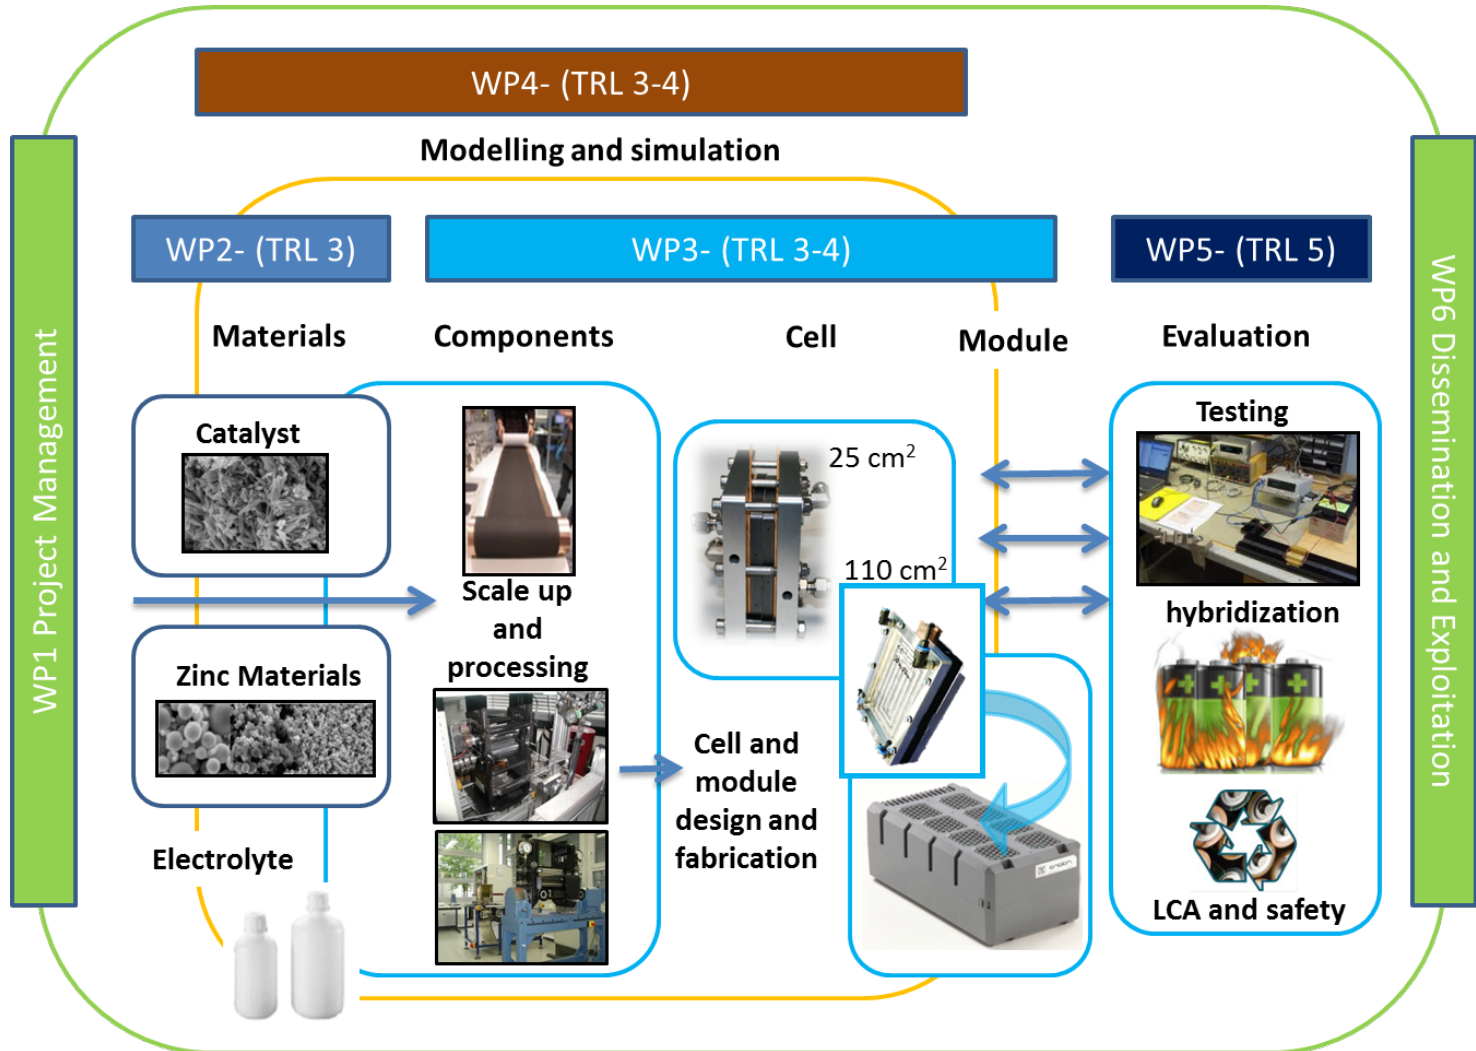 WP4- (TRL 3-4)
Modelling and simulation
WP2- (TRL 3)
WP3- (TRL 3-4)
WP5- (TRL 5)
WP1 Project Management
WP6 Dissemination and Exploitation
Materials
Components
Cell
Module
Evaluation
Catalyst
Zinc Materials
Electrolyte
Scale up
and
processing
25 cm²
110 cm²
Cell and
module
design and
fabrication
Testing
hybridization
LCA and safety